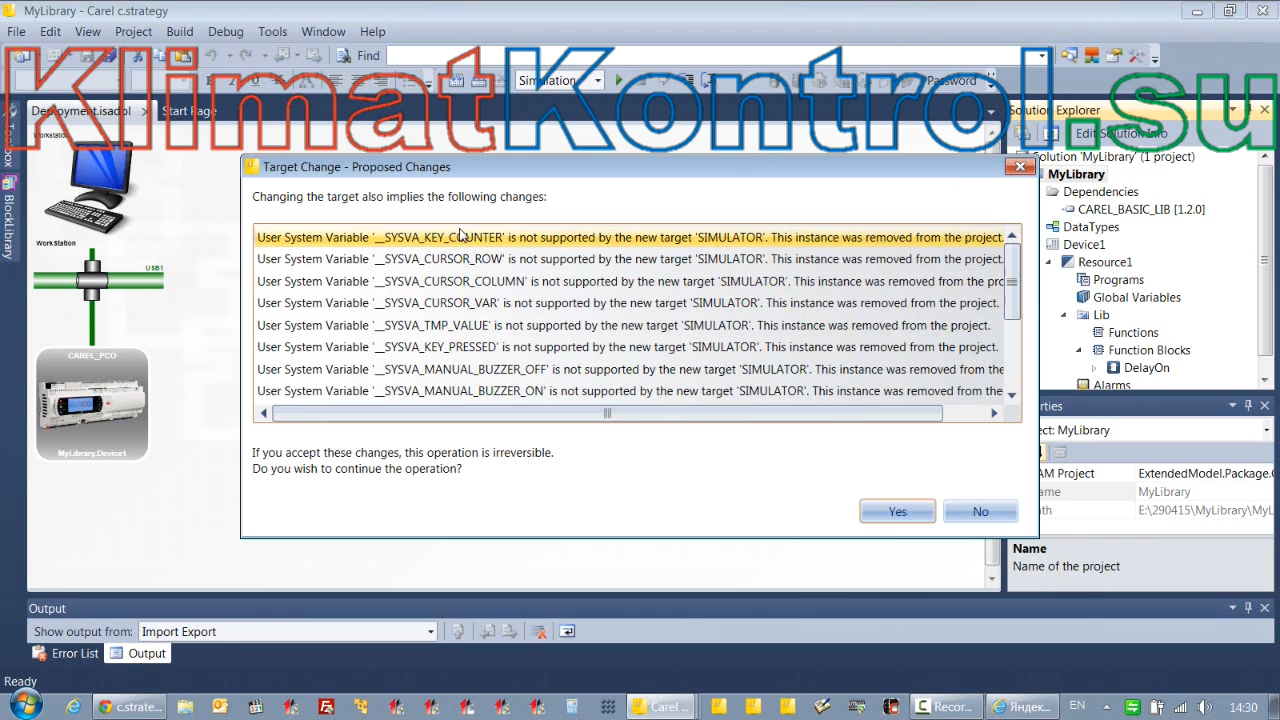 MyLibrary - Carel c.strategy
File Edit View Project Build Debug Tools Window Help
Find
Simulation
Password
KlimatKontrol.su
Deployment.isadpl
Start Page
Toolbox
BlockLibrary
WorkStation
USB1
CAREL_PCO
MyLibrary.Device1
Target Change - Proposed Changes
Changing the target also implies the following changes:
User System Variable '__SYSVA_KEY_COUNTER' is not supported by the new target 'SIMULATOR'. This instance was removed from the project.
User System Variable '__SYSVA_CURSOR_ROW' is not supported by the new target 'SIMULATOR'. This instance was removed from the project.
User System Variable '__SYSVA_CURSOR_COLUMN' is not supported by the new target 'SIMULATOR'. This instance was removed from the pro
User System Variable '__SYSVA_CURSOR_VAR' is not supported by the new target 'SIMULATOR'. This instance was removed from the project.
User System Variable '__SYSVA_TMP_VALUE' is not supported by the new target 'SIMULATOR'. This instance was removed from the project.
User System Variable '__SYSVA_KEY_PRESSED' is not supported by the new target 'SIMULATOR'. This instance was removed from the project.
User System Variable '__SYSVA_MANUAL_BUZZER_OFF' is not supported by the new target 'SIMULATOR'. This instance was removed from the
User System Variable '__SYSVA_MANUAL_BUZZER_ON' is not supported by the new target 'SIMULATOR'. This instance was removed from the
If you accept these changes, this operation is irreversible.
Do you wish to continue the operation?
Yes
No
Solution Explorer
Edit Solution Info
Solution 'MyLibrary' (1 project)
MyLibrary
Dependencies
CAREL_BASIC_LIB [1.2.0]
DataTypes
Device1
Resource1
Programs
Global Variables
Lib
Functions
Function Blocks
DelayOn
Alarms
erties
ct: MyLibrary
AM Project ExtendedModel.Package.C
ame MyLibrary
ath E:\290415\MyLibrary\MyL
Name
Name of the project
Output
Show output from: Import Export
Error List Output
Ready
c.strate... Carel ... Recor... Яндек... EN 14:30